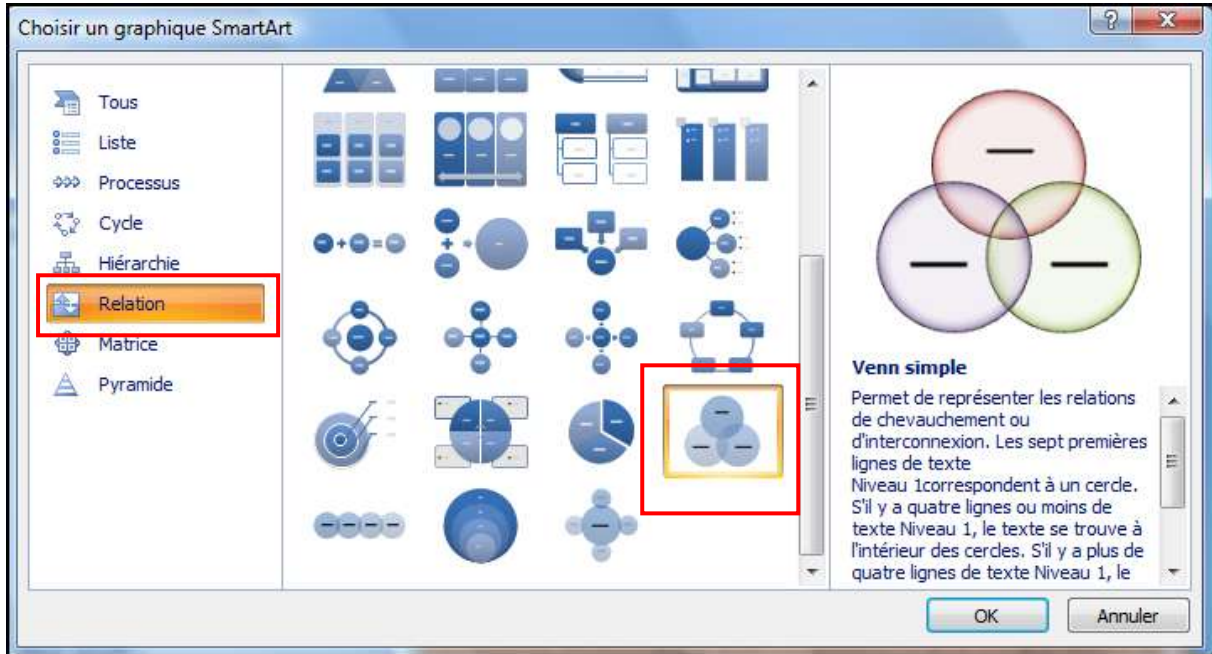 Choisir un graphique SmartArt
Tous
Liste
Processus
Cycle
Hiérarchie
Relation
Matrice
Pyramide
Venn simple
Permet de représenter les relations
de chevauchement ou
d'interconnexion. Les sept premières
lignes de texte
Niveau 1correspondent à un cercle.
S'il y a quatre lignes ou moins de
texte Niveau 1, le texte se trouve à
l'intérieur des cercles. S'il y a plus de
quatre lignes de texte Niveau 1, le
OK
Annuler